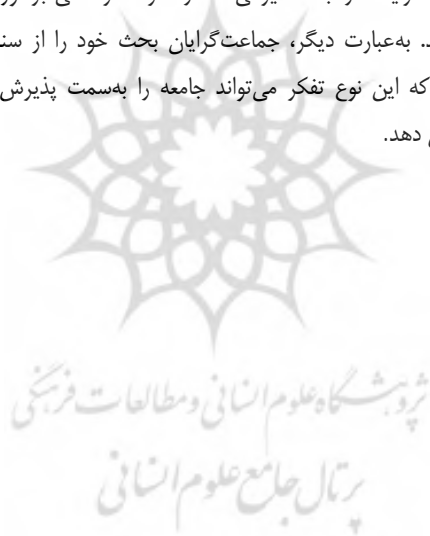 .. به‌عبارت دیگر، جماعت‌گرایان بحث خود را از سنـ
که این نوع تفکر می‌تواند جامعه را به‌سمت پذیرش
دهد.
پژوهشگاه علوم انسانی و مطالعات فرهنگی
پرتال جامع علوم انسانی